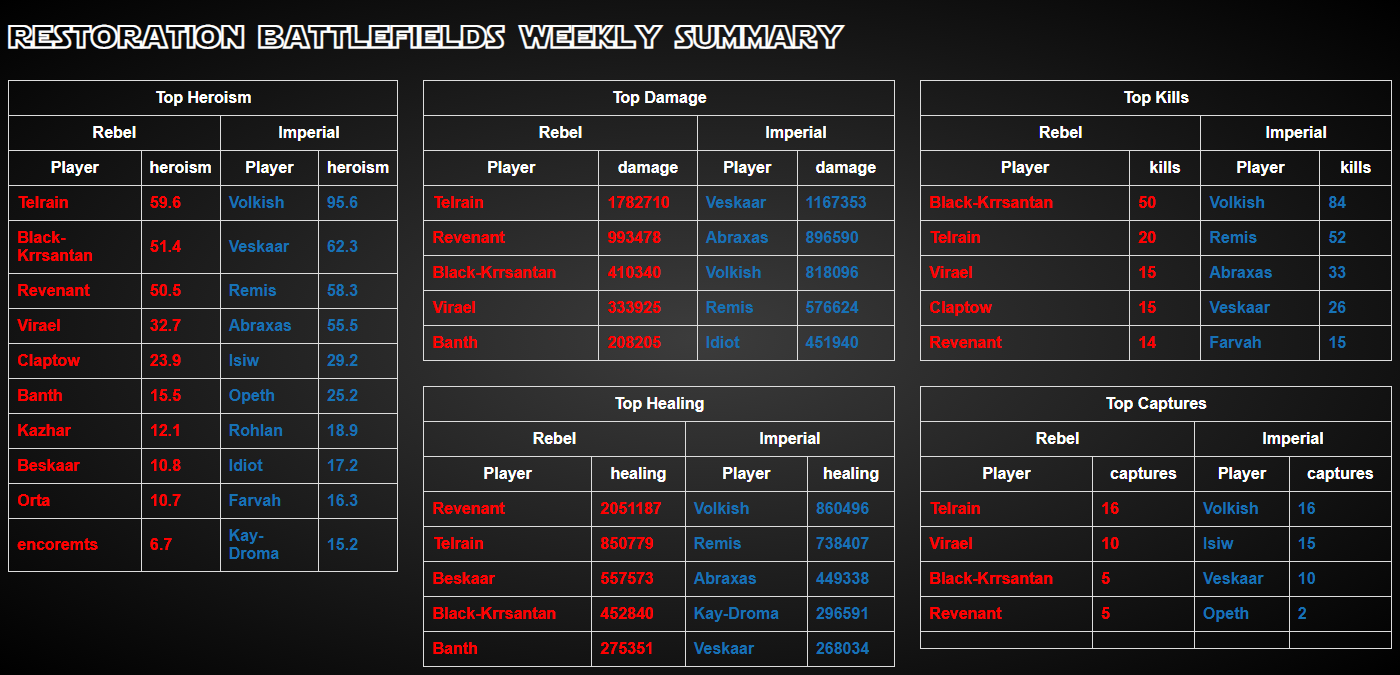 RESTORATION BATTLEFIELDS WEEKLY SUMMARY
Top Heroism
Rebel Imperial
Player heroism Player heroism
Telrain 59.6 Volkish 95.6
Black-
Krrsantan 51.4 Veskaar 62.3
Revenant 50.5 Remis 58.3
Virael 32.7 Abraxas 55.5
Claptow 23.9 Isiw 29.2
Banth 15.5 Opeth 25.2
Kazhar 12.1 Rohlan 18.9
Beskaar 10.8 Idiot 17.2
Orta 10.7 Farvah 16.3
encoremts 6.7 Kay-
Droma 15.2
Top Damage
Rebel Imperial
Player damage Player damage
Telrain 1782710 Veskaar 1167353
Revenant 993478 Abraxas 896590
Black-Krrsantan 410340 Volkish 818096
Virael 333925 Remis 576624
Banth 208205 Idiot 451940
Top Kills
Rebel Imperial
Player kills Player kills
Black-Krrsantan 50 Volkish 84
Telrain 20 Remis 52
Virael 15 Abraxas 33
Claptow 15 Veskaar 26
Revenant 14 Farvah 15
Top Healing
Rebel Imperial
Player healing Player healing
Revenant 2051187 Volkish 860496
Telrain 850779 Remis 738407
Beskaar 557573 Abraxas 449338
Black-Krrsantan 452840 Kay-Droma 296591
Banth 275351 Veskaar 268034
Top Captures
Rebel Imperial
Player captures Player captures
Telrain 16 Volkish 16
Virael 10 Isiw 15
Black-Krrsantan 5 Veskaar 10
Revenant 5 Opeth 2